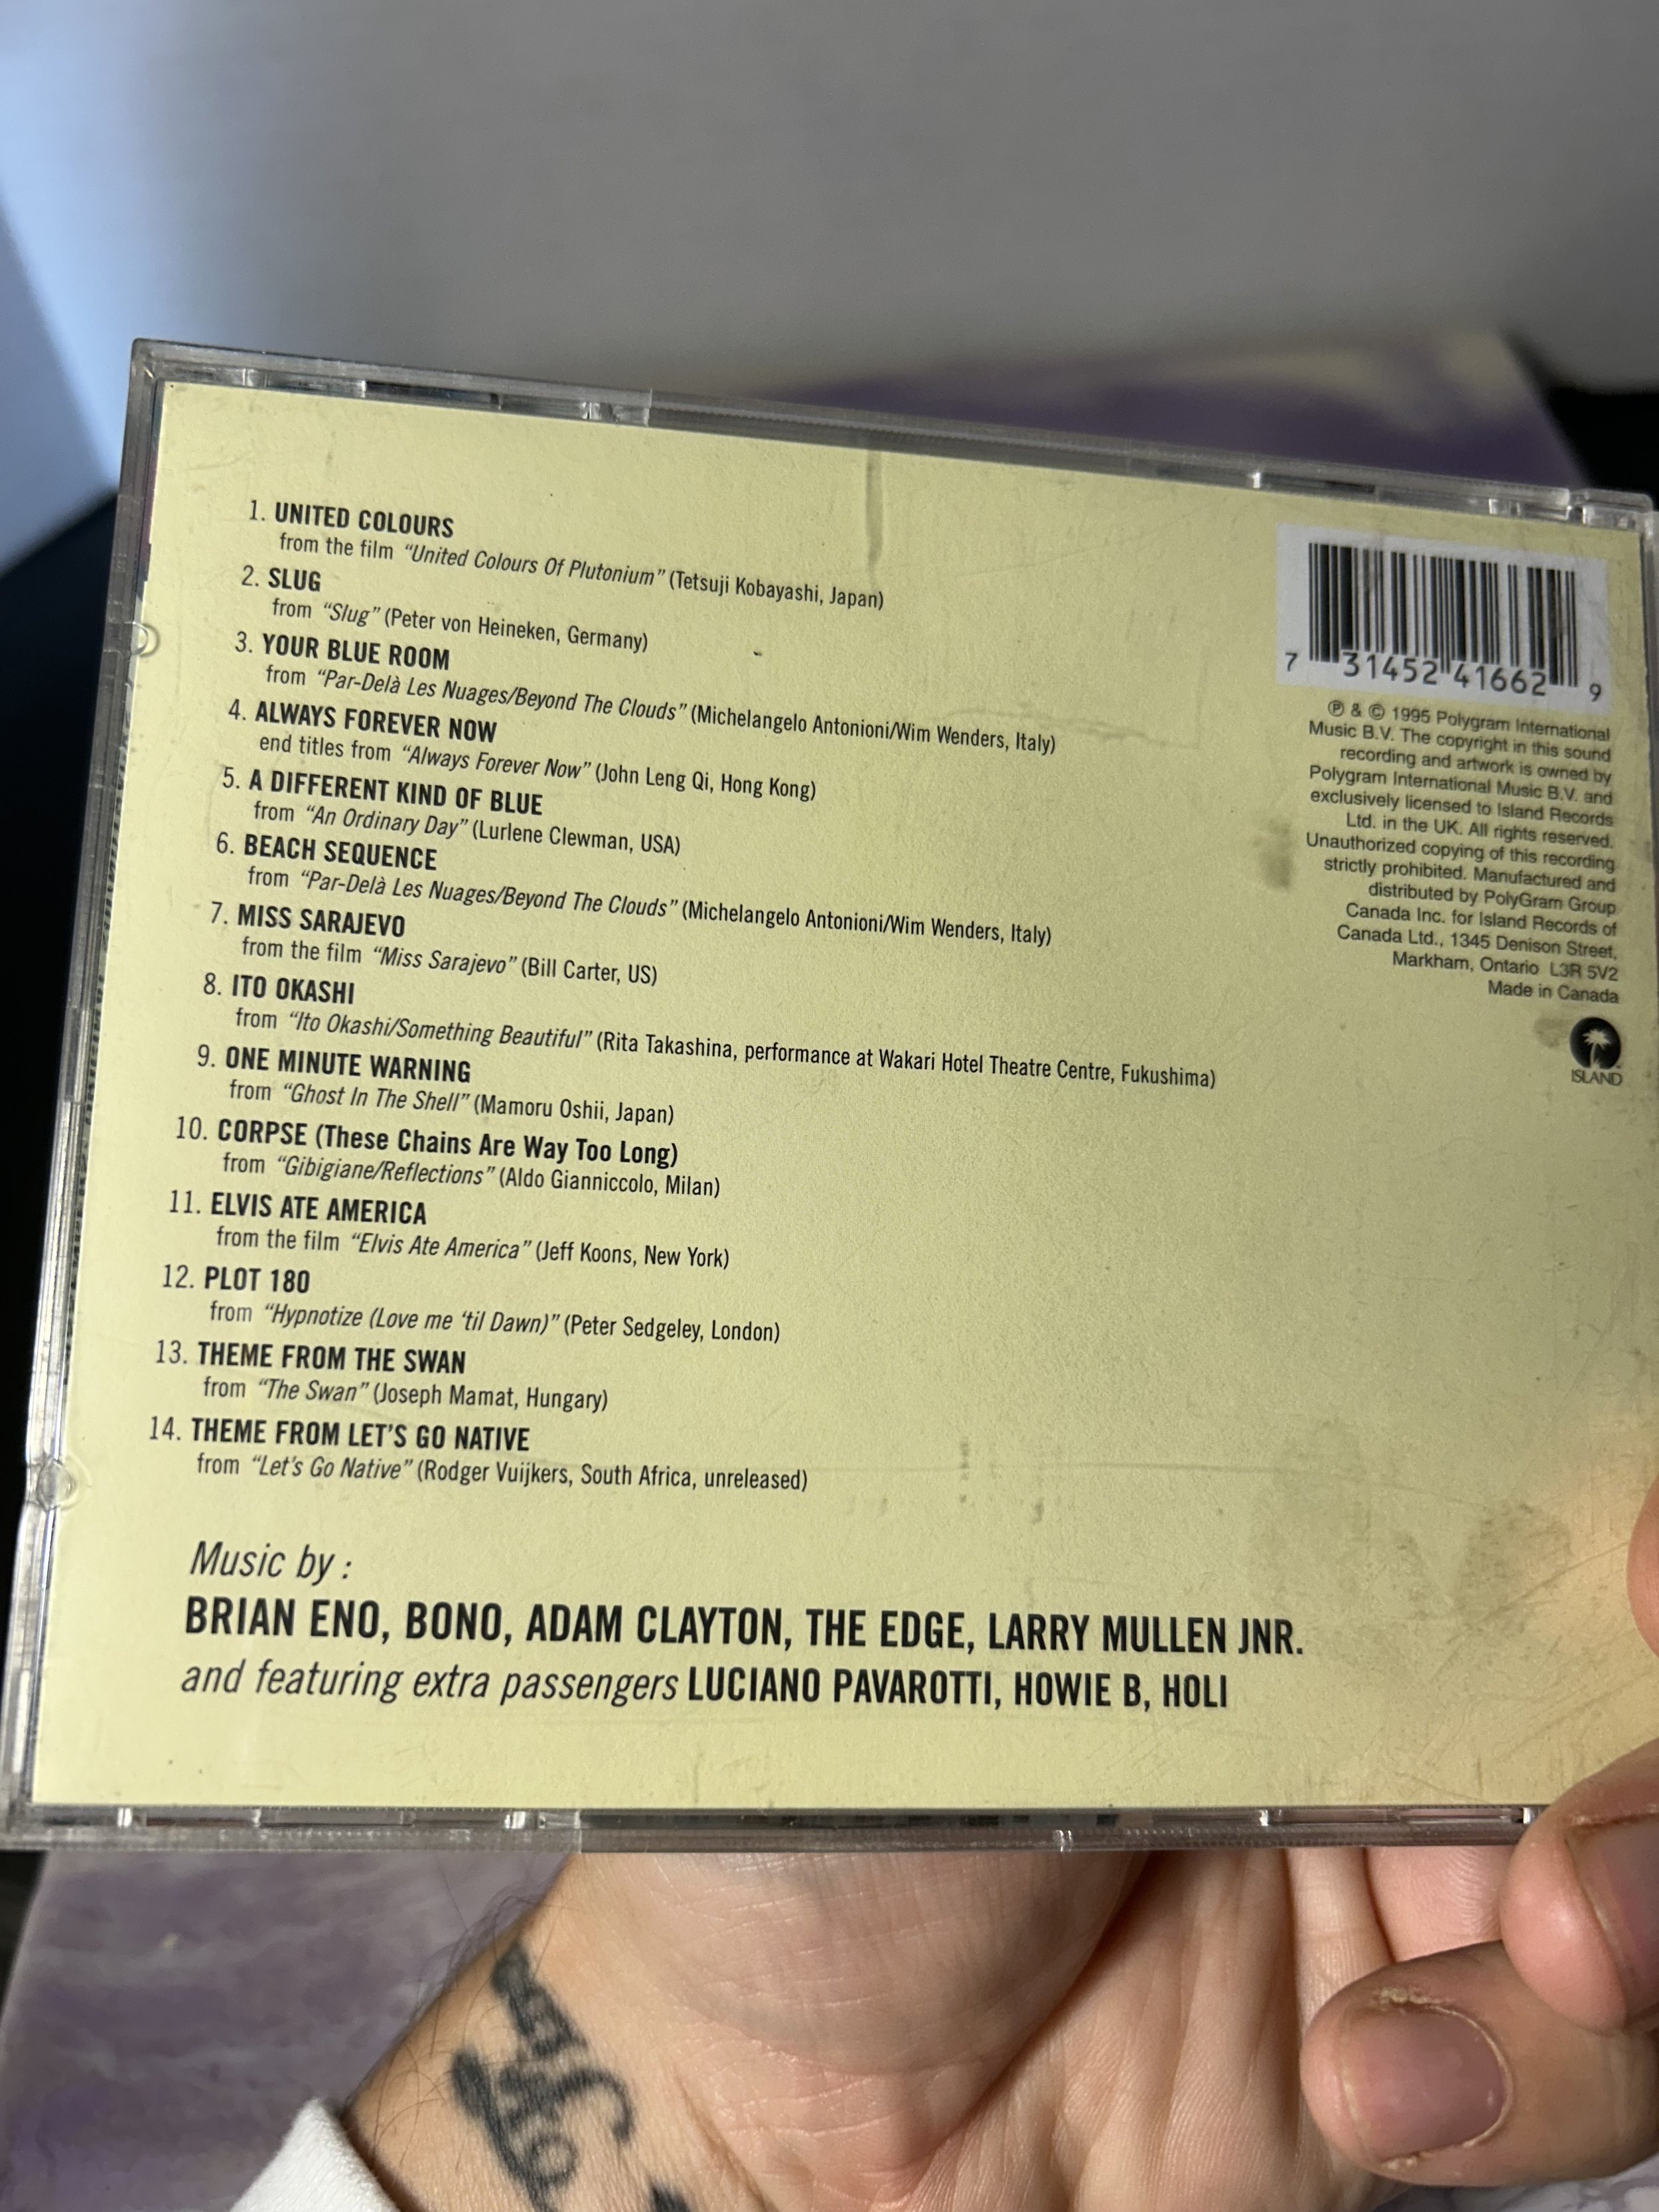 1. UNITED COLOURS
from the film "United Colours Of Plutonium" (Tetsuji Kobayashi, Japan)
2. SLUG
from "Slug" (Peter von Heineken, Germany)
3. YOUR BLUE ROOM
from "Par-Delà Les Nuages/Beyond The Clouds" (Michelangelo Antonioni/Wim Wenders, Italy)
4. ALWAYS FOREVER NOW
end titles from "Always Forever Now" (John Leng Qi, Hong Kong)
5. A DIFFERENT KIND OF BLUE
from "An Ordinary Day" (Lurlene Clewman, USA)
6. BEACH SEQUENCE
from "Par-Delà Les Nuages/Beyond The Clouds" (Michelangelo Antonioni/Wim Wenders, Italy)
7. MISS SARAJEVO
from the film "Miss Sarajevo" (Bill Carter, US)
8. ITO OKASHI
from "Ito Okashi/Something Beautiful" (Rita Takashina, performance at Wakari Hotel Theatre Centre, Fukushima)
9. ONE MINUTE WARNING
from "Ghost In The Shell" (Mamoru Oshii, Japan)
10. CORPSE (These Chains Are Way Too Long)
from "Gibigiane/Reflections" (Aldo Gianniccolo, Milan)
11. ELVIS ATE AMERICA
from the film "Elvis Ate America" (Jeff Koons, New York)
12. PLOT 180
from "Hypnotize (Love me 'til Dawn)" (Peter Sedgeley, London)
13. THEME FROM THE SWAN
from "The Swan" (Joseph Mamat, Hungary)
14. THEME FROM LET'S GO NATIVE
from "Let's Go Native" (Rodger Vuijkers, South Africa, unreleased)
Music by :
BRIAN ENO, BONO, ADAM CLAYTON, THE EDGE, LARRY MULLEN JNR.
and featuring extra passengers LUCIANO PAVAROTTI, HOWIE B, HOLI
7 31452 41662 9
℗ & © 1995 Polygram International
Music B.V. The copyright in this sound
recording and artwork is owned by
Polygram International Music B.V. and
exclusively licensed to Island Records
Ltd. in the UK. All rights reserved.
Unauthorized copying of this recording
strictly prohibited. Manufactured and
distributed by PolyGram Group
Canada Inc. for Island Records of
Canada Ltd., 1345 Denison Street,
Markham, Ontario L3R 5V2
Made in Canada
ISLAND